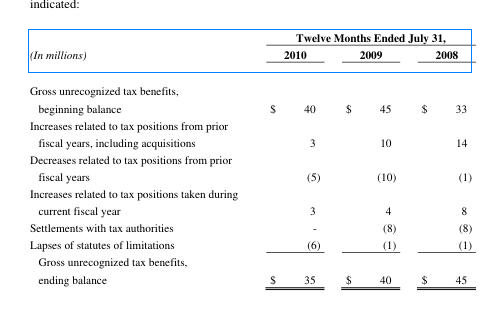 indicated:
Twelve Months Ended July 31,
(In millions) 2010 2009 2008
Gross unrecognized tax benefits,
beginning balance $ 40 $ 45 $ 33
Increases related to tax positions from prior
fiscal years, including acquisitions 3 10 14
Decreases related to tax positions from prior
fiscal years (5) (10) (1)
Increases related to tax positions taken during
current fiscal year 3 4 8
Settlements with tax authorities - (8) (8)
Lapses of statutes of limitations (6) (1) (1)
Gross unrecognized tax benefits,
ending balance $ 35 $ 40 $ 45